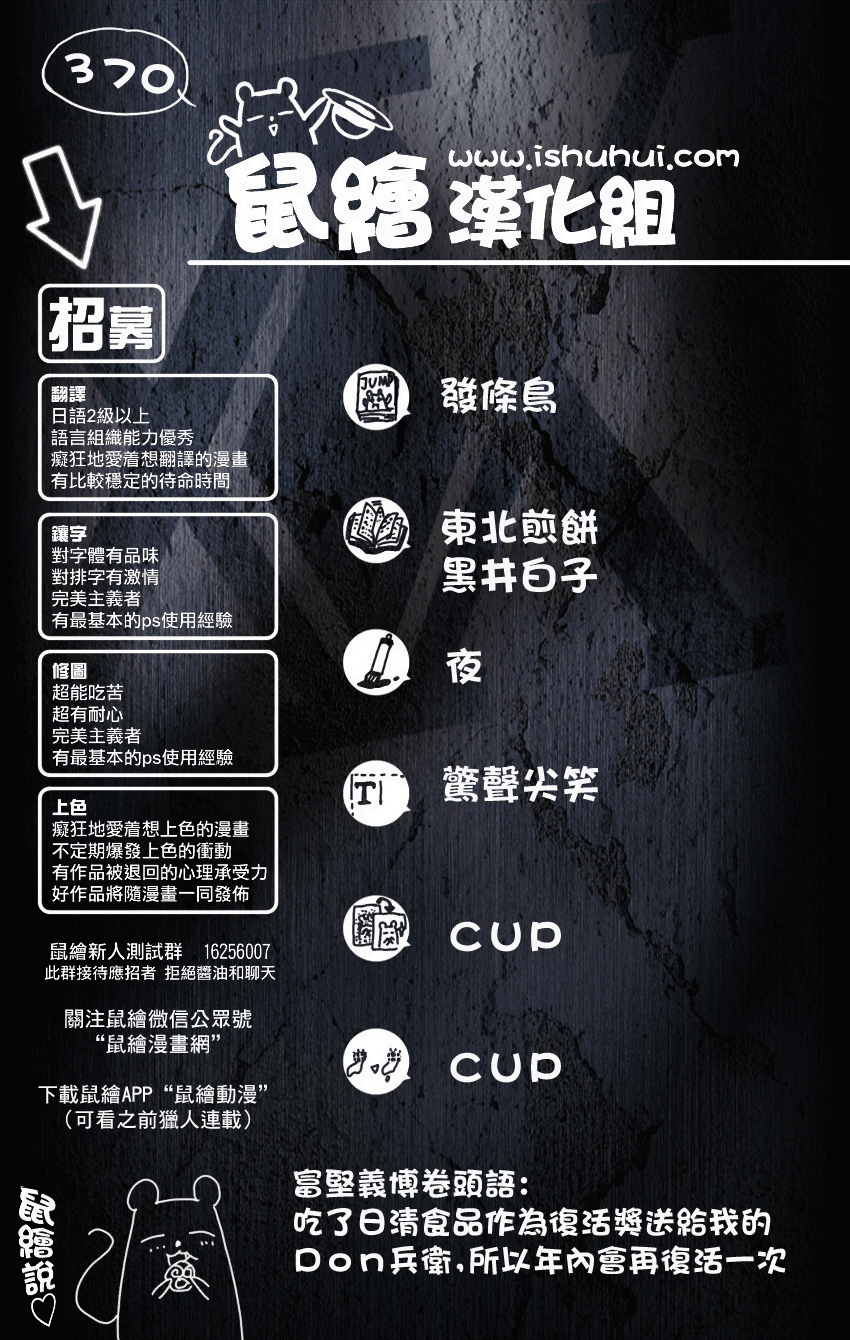 370
www.ishuhui.com
鼠繪漢化組
招募
翻譯
日語2級以上
語言組織能力優秀
癡狂地愛着想翻譯的漫畫
有比較穩定的待命時間
鑲字
對字體有品味
對排字有激情
完美主義者
有最基本的ps使用經驗
修圖
超能吃苦
超有耐心
完美主義者
有最基本的ps使用經驗
上色
癡狂地愛着想上色的漫畫
不定期爆發上色的衝動
有作品被退回的心理承受力
好作品將隨漫畫一同發佈
鼠繪新人測試群 16256007
此群接待應招者 拒絕醬油和聊天
關注鼠繪微信公眾號
“鼠繪漫畫網”
下載鼠繪APP“鼠繪動漫”
（可看之前獵人連載）
JUMP
發條鳥
東北煎餅
黑井白子
夜
T
驚聲尖笑
CUP
CUP
鼠繪說♡
富堅義博卷頭語:
吃了日清食品作為復活獎送給我的
Don兵衛,所以年內會再復活一次